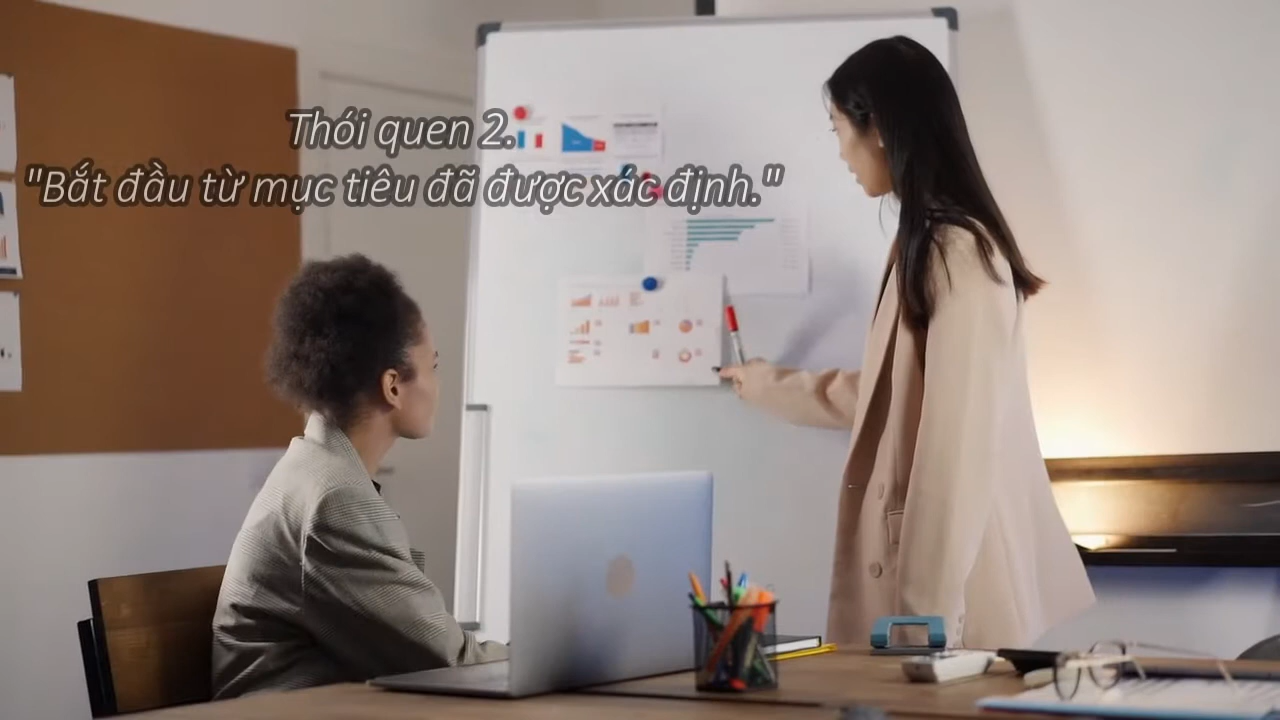 Thói quen 2.
"Bắt đầu từ mục tiêu đã được xác định."